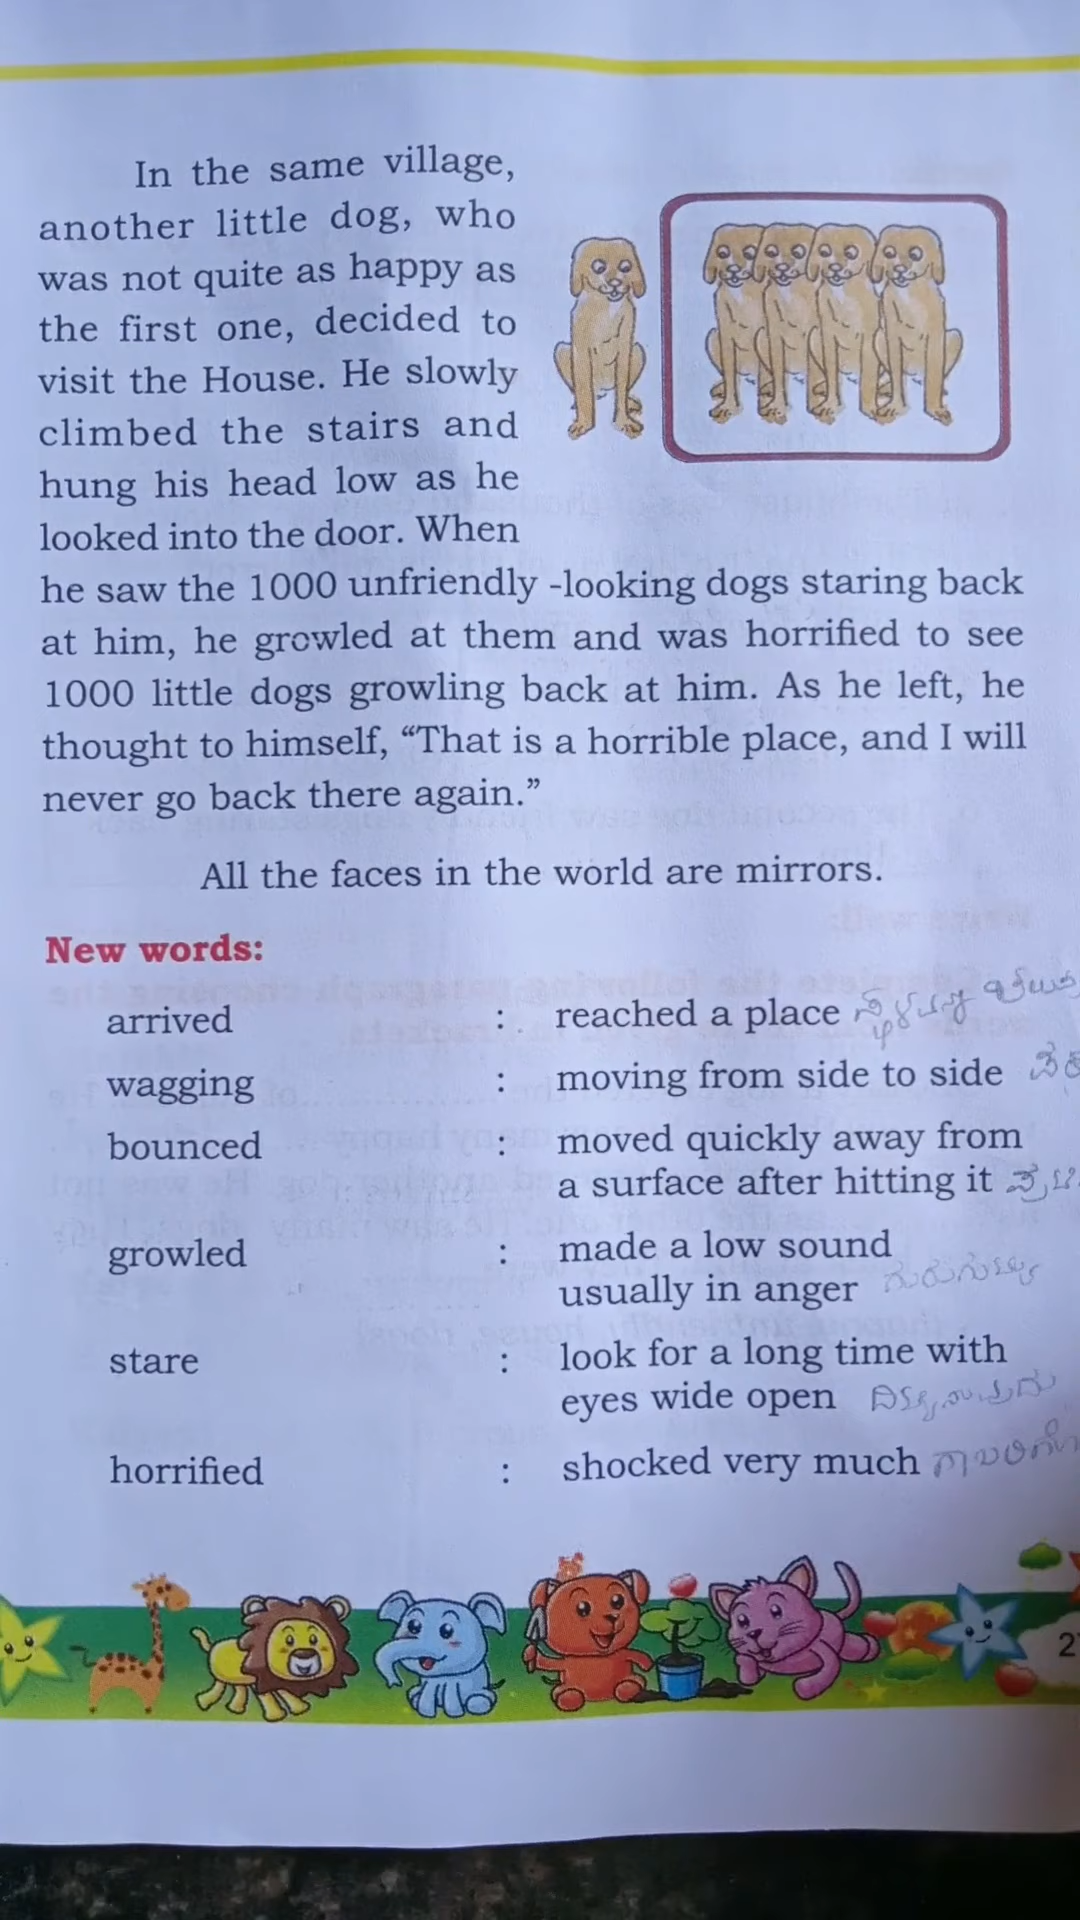 In the same village,
another little dog, who
was not quite as happy as
the first one, decided to
visit the House. He slowly
climbed the stairs and
hung his head low as he
looked into the door. When
he saw the 1000 unfriendly -looking dogs staring back
at him, he growled at them and was horrified to see
1000 little dogs growling back at him. As he left, he
thought to himself, “That is a horrible place, and I will
never go back there again.”
All the faces in the world are mirrors.
New words:
arrived : reached a place
wagging : moving from side to side
bounced : moved quickly away from
a surface after hitting it
growled : made a low sound
usually in anger
stare : look for a long time with
eyes wide open
horrified : shocked very much